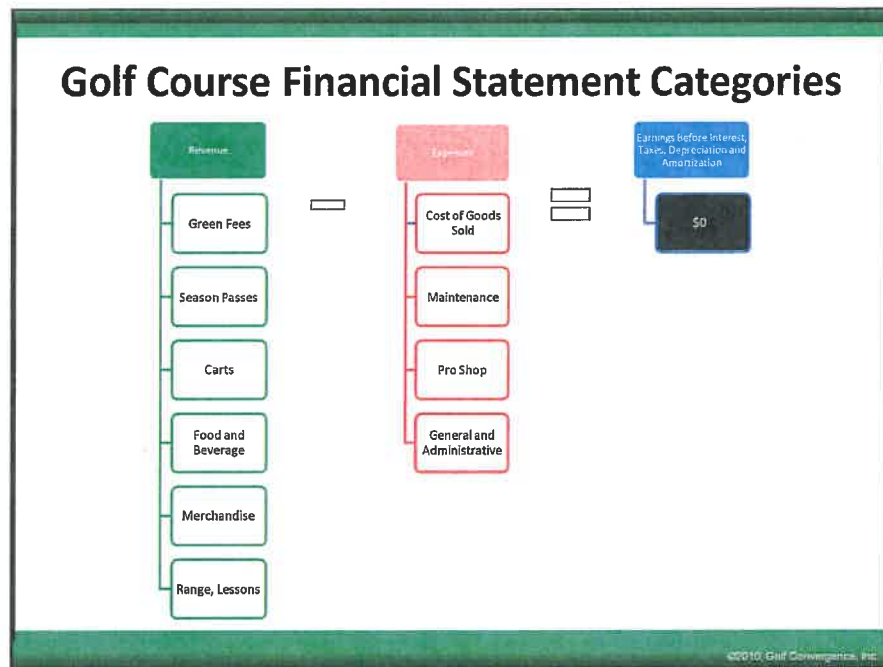 Golf Course Financial Statement Categories
Revenue
Green Fees
Season Passes
Carts
Food and
Beverage
Merchandise
Range, Lessons
Expenses
Cost of Goods
Sold
Maintenance
Pro Shop
General and
Administrative
Earnings Before Interest,
Taxes, Depreciation and
Amortization
$0
©2010, Golf Convergence, Inc.